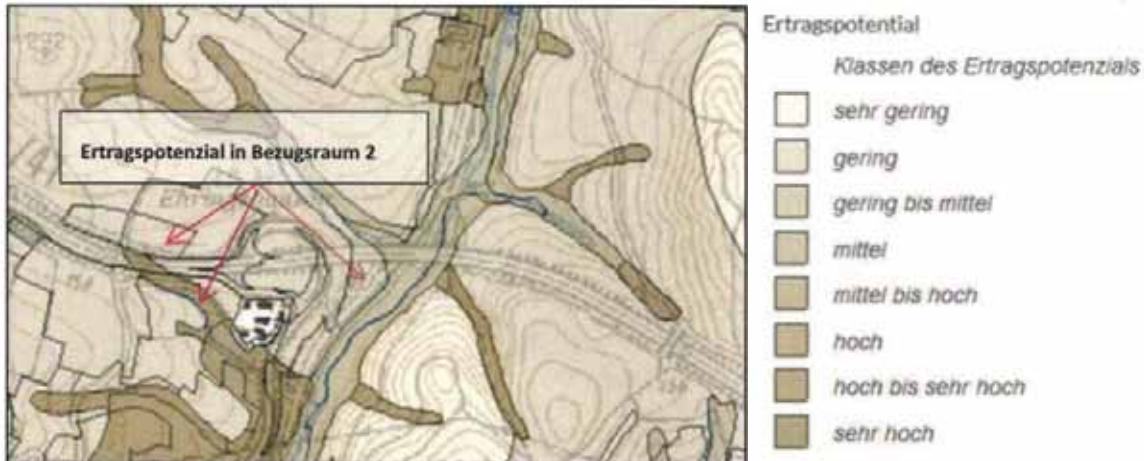 Ertragspotential
Klassen des Ertragspotenzials
Ertragspotenzial in Bezugsraum 2
sehr gering
gering
gering bis mittel
mittel
mittel bis hoch
hoch
hoch bis sehr hoch
sehr hoch